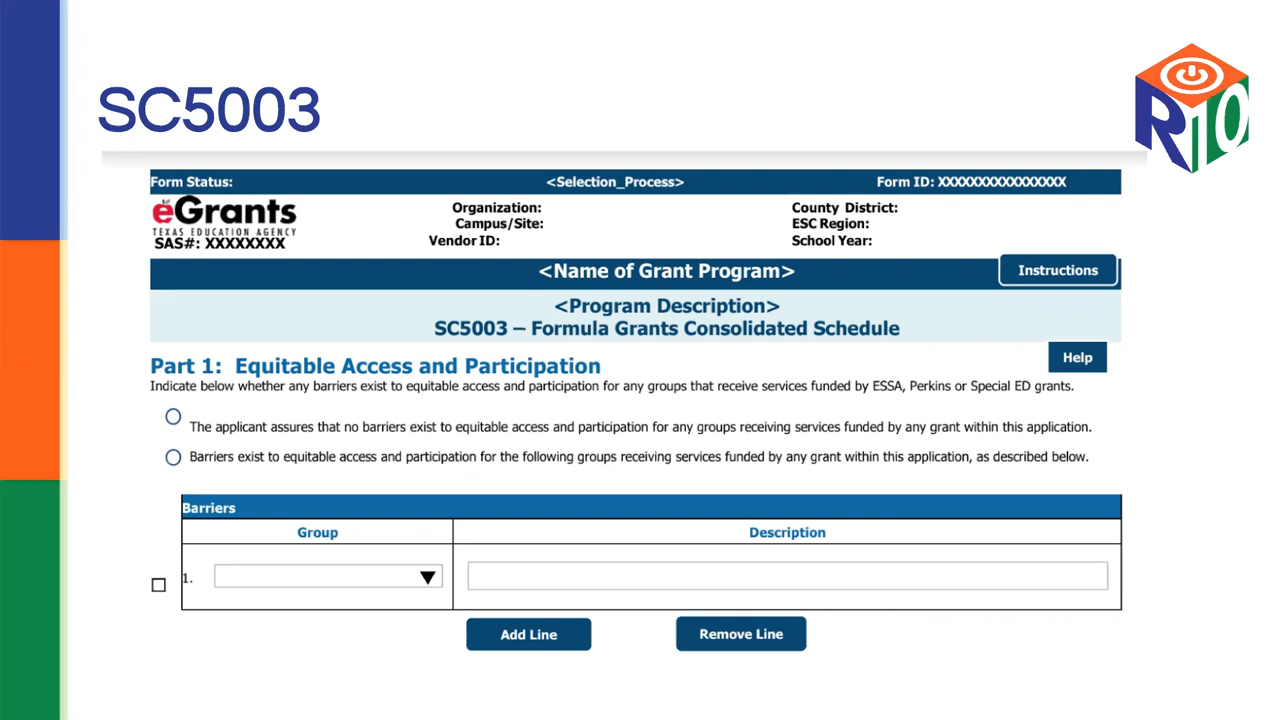 SC5003
R10
Form Status: <Selection_Process> Form ID: XXXXXXXXXXXXXXXX
eGrants
TEXAS EDUCATION AGENCY
SAS#: XXXXXXXX
Organization:
Campus/Site:
Vendor ID:
County District:
ESC Region:
School Year:
<Name of Grant Program>
Instructions
<Program Description>
SC5003 – Formula Grants Consolidated Schedule
Help
Part 1: Equitable Access and Participation
Indicate below whether any barriers exist to equitable access and participation for any groups that receive services funded by ESSA, Perkins or Special ED grants.
The applicant assures that no barriers exist to equitable access and participation for any groups receiving services funded by any grant within this application.
Barriers exist to equitable access and participation for the following groups receiving services funded by any grant within this application, as described below.
Barriers
Group Description
1.
Add Line Remove Line